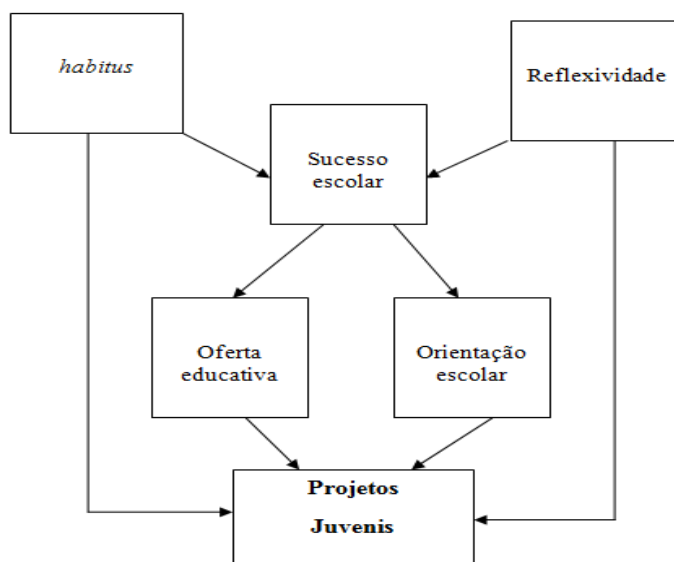 habitus
Reflexividade
Sucesso
escolar
Oferta
educativa
Orientação
escolar
Projetos
Juvenis